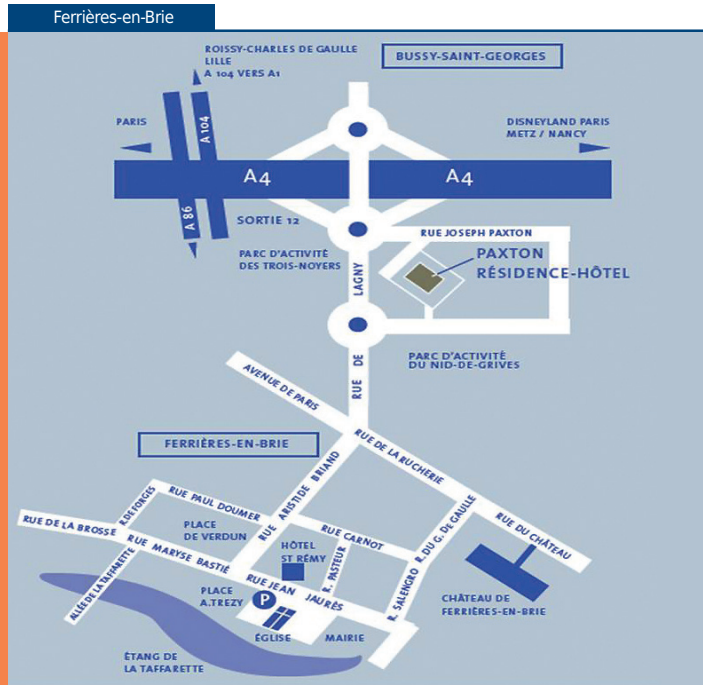 Ferrières-en-Brie
ROISSY-CHARLES DE GAULLE
LILLE
A 104 VERS A1
BUSSY-SAINT-GEORGES
PARIS
A 104
DISNEYLAND PARIS
METZ / NANCY
A4
A4
A 86
SORTIE 12
RUE JOSEPH PAXTON
PARC D'ACTIVITÉ
DES TROIS-NOYERS
PAXTON
RÉSIDENCE-HÔTEL
RUE DE LAGNY
PARC D'ACTIVITÉ
DU NID-DE-GRIVES
AVENUE DE PARIS
FERRIÈRES-EN-BRIE
RUE DE LA RUCHERIE
RUE ARISTIDE BRIAND
RUE PAUL DOUMER
R. DE FORGES
RUE DE LA BROSSE
PLACE
DE VERDUN
RUE CARNOT
R. DU G. DE GAULLE
RUE DU CHÂTEAU
RUE MARYSE BASTIÉ
HÔTEL
ST RÉMY
R. PASTEUR
ALLÉE DE LA TAFFARETTE
RUE JEAN JAURÈS
R. SALENGRO
PLACE
A.TREZY
P
CHÂTEAU DE
FERRIÈRES-EN-BRIE
ÉGLISE
MAIRIE
ÉTANG DE
LA TAFFARETTE